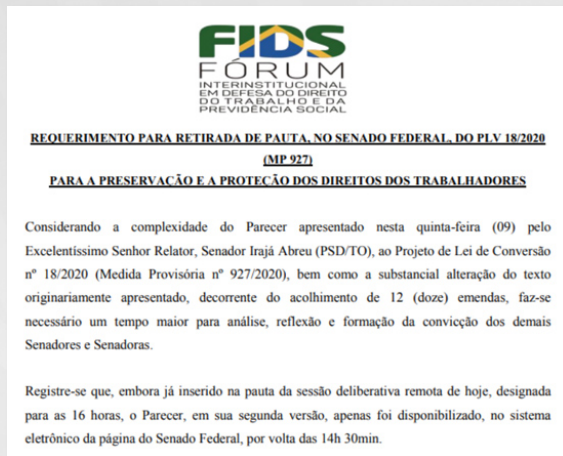 FIDS
FÓRUM
INTERINSTITUCIONAL
EM DEFESA DO DIREITO
DO TRABALHO E DA
PREVIDÊNCIA SOCIAL
REQUERIMENTO PARA RETIRADA DE PAUTA, NO SENADO FEDERAL, DO PLV 18/2020
(MP 927)
PARA A PRESERVAÇÃO E A PROTEÇÃO DOS DIREITOS DOS TRABALHADORES
Considerando a complexidade do Parecer apresentado nesta quinta-feira (09) pelo
Excelentíssimo Senhor Relator, Senador Irajá Abreu (PSD/TO), ao Projeto de Lei de Conversão
nº 18/2020 (Medida Provisória nº 927/2020), bem como a substancial alteração do texto
originariamente apresentado, decorrente do acolhimento de 12 (doze) emendas, faz-se
necessário um tempo maior para análise, reflexão e formação da convicção dos demais
Senadores e Senadoras.
Registre-se que, embora já inserido na pauta da sessão deliberativa remota de hoje, designada
para as 16 horas, o Parecer, em sua segunda versão, apenas foi disponibilizado, no sistema
eletrônico da página do Senado Federal, por volta das 14h 30min.